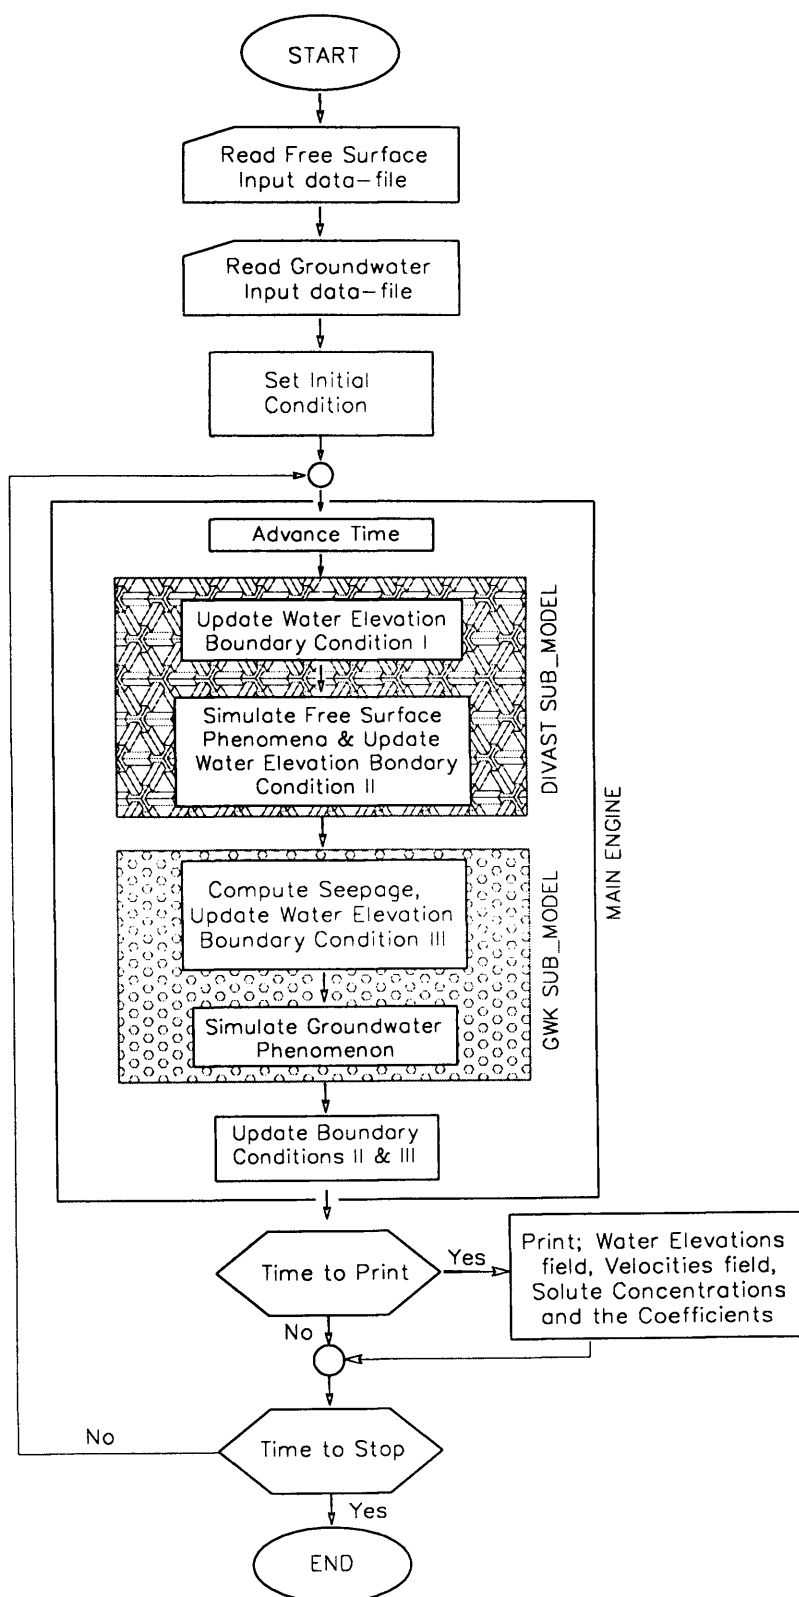 START
Read Free Surface
Input data-file
Read Groundwater
Input data-file
Set Initial
Condition
Advance Time
Update Water Elevation
Boundary Condition I
Simulate Free Surface
Phenomena & Update
Water Elevation Bondary
Condition II
DIVAST SUB_MODEL
Compute Seepage,
Update Water Elevation
Boundary Condition III
Simulate Groundwater
Phenomenon
GWK SUB_MODEL
MAIN ENGINE
Update Boundary
Conditions II & III
Time to Print
Yes
Print; Water Elevations
field, Velocities field,
Solute Concentrations
and the Coefficients
No
Time to Stop
No
Yes
END